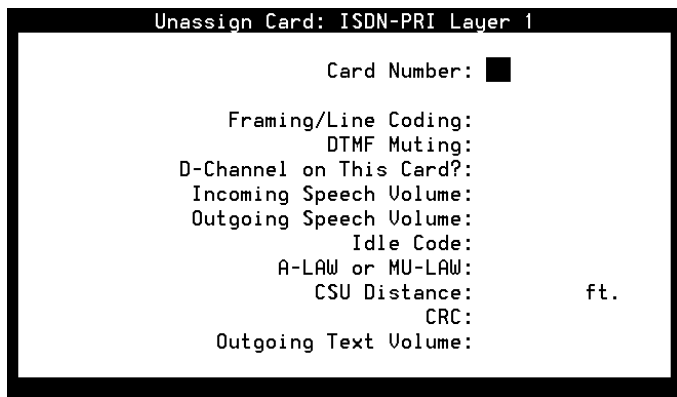 Unassign Card: ISDN-PRI Layer 1
Card Number:
Framing/Line Coding:
DTMF Muting:
D-Channel on This Card?:
Incoming Speech Volume:
Outgoing Speech Volume:
Idle Code:
A-LAW or MU-LAW:
CSU Distance: ft.
CRC:
Outgoing Text Volume: